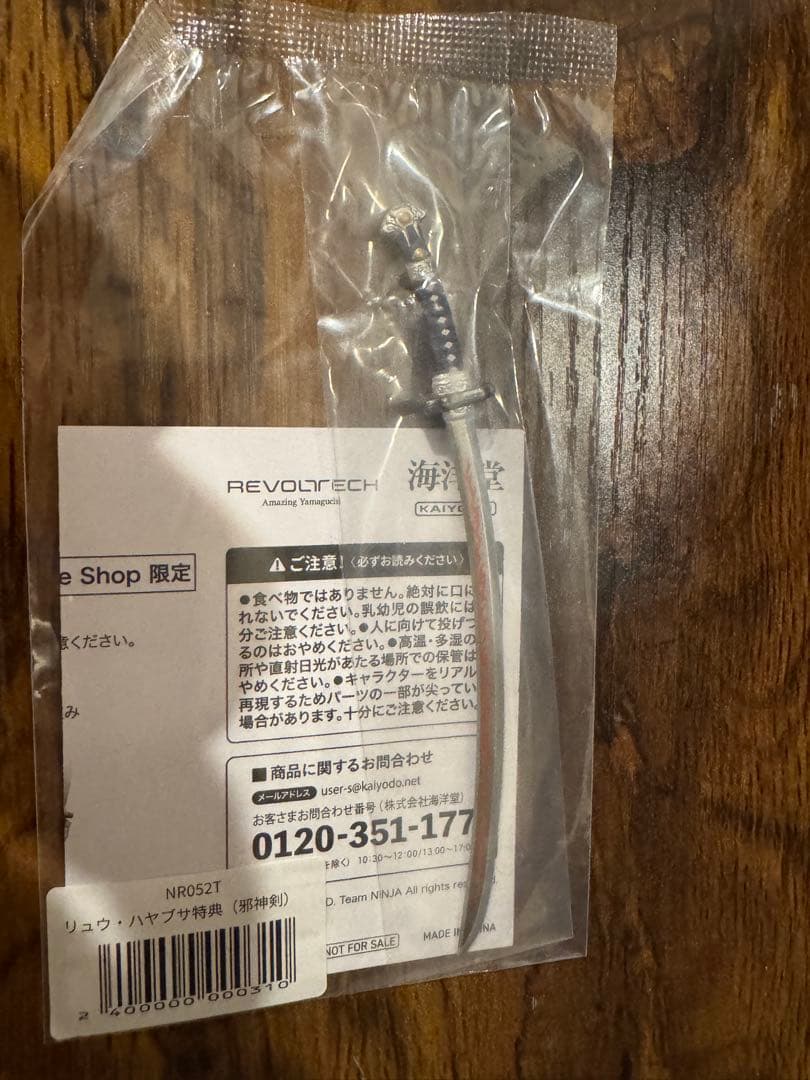 REVOLTECH
Amazing Yamaguchi
海洋堂
e Shop 限定
ご注意!〈必ずお読みください〉
意ください。
み
●食べ物ではありません。絶対に口に
れないでください。乳幼児の誤飲には
分ご注意ください。●人に向けて投げつ
るのはおやめください。●高温・多湿の
所や直射日光があたる場所での保管は
やめください。●キャラクターをリアル
再現するためパーツの一部が尖ってい
場合があります。十分にご注意ください。
■商品に関するお問合わせ
メールアドレス user-s@kaiyodo.net
お客さまお問合わせ番号(株式会社海洋堂)
0120-351-177
を除く) 10:30〜12:00/13:00〜17:0
D. Team NINJA All rights res
NOT FOR SALE
MADE IN
NR052T
リュウ・ハヤブサ特典(邪神剣)
2 400000 000310